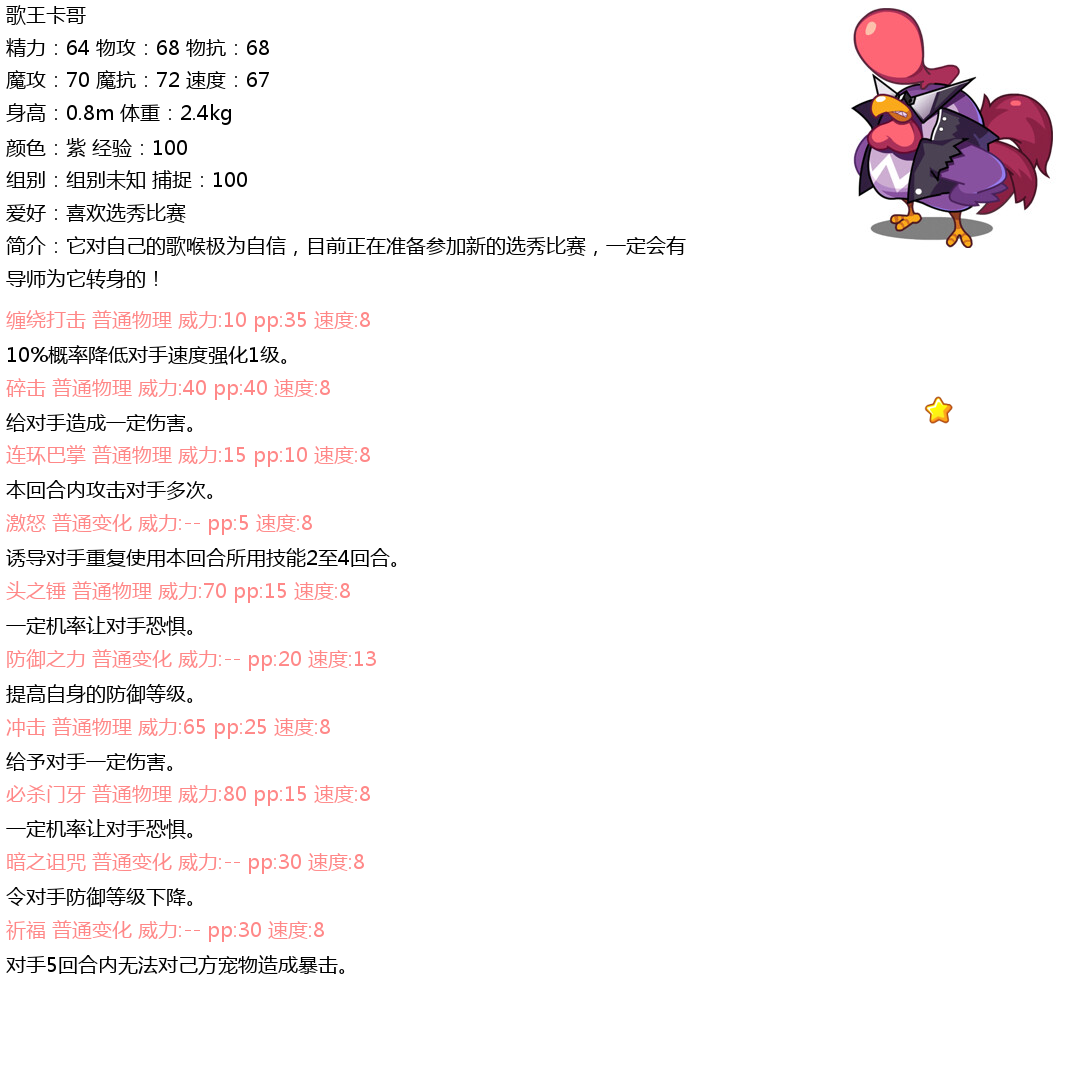 歌王卡哥
精力：64 物攻：68 物抗：68
魔攻：70 魔抗：72 速度：67
身高：0.8m 体重：2.4kg
颜色：紫 经验：100
组别：组别未知 捕捉：100
爱好：喜欢选秀比赛
简介：它对自己的歌喉极为自信，目前正在准备参加新的选秀比赛，一定会有
导师为它转身的！
缠绕打击 普通物理 威力:10 pp:35 速度:8
10%概率降低对手速度强化1级。
碎击 普通物理 威力:40 pp:40 速度:8
给对手造成一定伤害。
连环巴掌 普通物理 威力:15 pp:10 速度:8
本回合内攻击对手多次。
激怒 普通变化 威力:-- pp:5 速度:8
诱导对手重复使用本回合所用技能2至4回合。
头之锤 普通物理 威力:70 pp:15 速度:8
一定机率让对手恐惧。
防御之力 普通变化 威力:-- pp:20 速度:13
提高自身的防御等级。
冲击 普通物理 威力:65 pp:25 速度:8
给予对手一定伤害。
必杀门牙 普通物理 威力:80 pp:15 速度:8
一定机率让对手恐惧。
暗之诅咒 普通变化 威力:-- pp:30 速度:8
令对手防御等级下降。
祈福 普通变化 威力:-- pp:30 速度:8
对手5回合内无法对己方宠物造成暴击。